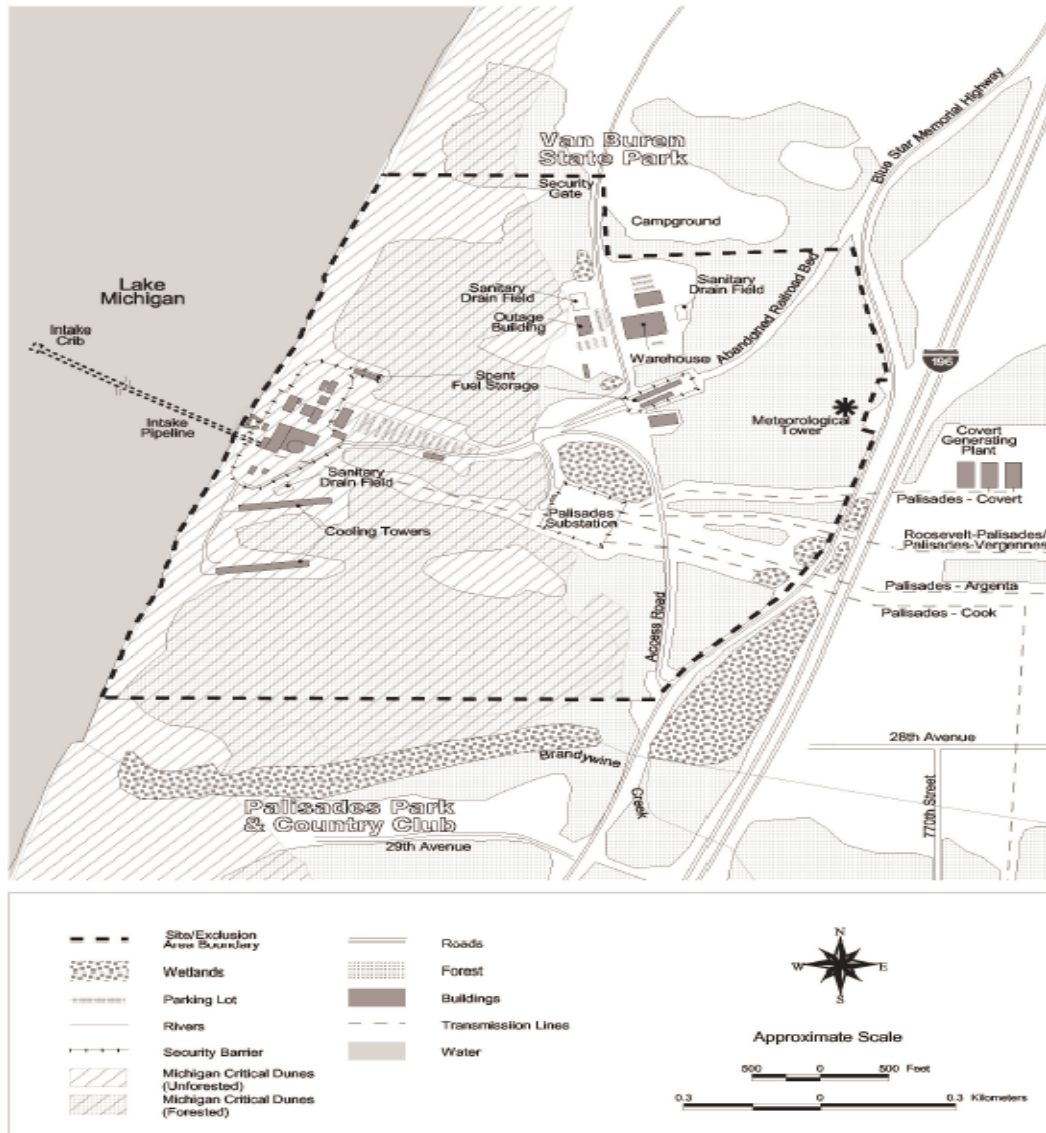 Van Buren
State Park
Blue Star Memorial Highway
Security
Gate
Campground
Lake
Michigan
Intake
Crib
Intake
Pipeline
Sanitary
Drain Field
Outage
Building
Sanitary
Drain Field
Warehouse
Abandoned Railroad Bed
Spent
Fuel Storage
196
Meteorological
Tower
Covert
Generating
Plant
Sanitary
Drain Field
Palisades - Covert
Palisades
Substation
Cooling Towers
Roosevelt-Palisades/
Palisades-Vergennes
Palisades - Argenta
Palisades - Cook
Access Road
28th Avenue
Brandywine
Creek
770th Street
Palisades Park
& Country Club
29th Avenue
Site/Exclusion
Area Boundary
Wetlands
Parking Lot
Rivers
Security Barrier
Michigan Critical Dunes
(Unforested)
Michigan Critical Dunes
(Forested)
Roads
Forest
Buildings
Transmission Lines
Water
N
W E
S
Approximate Scale
500 0 500 Feet
0.3 0 0.3 Kilometers